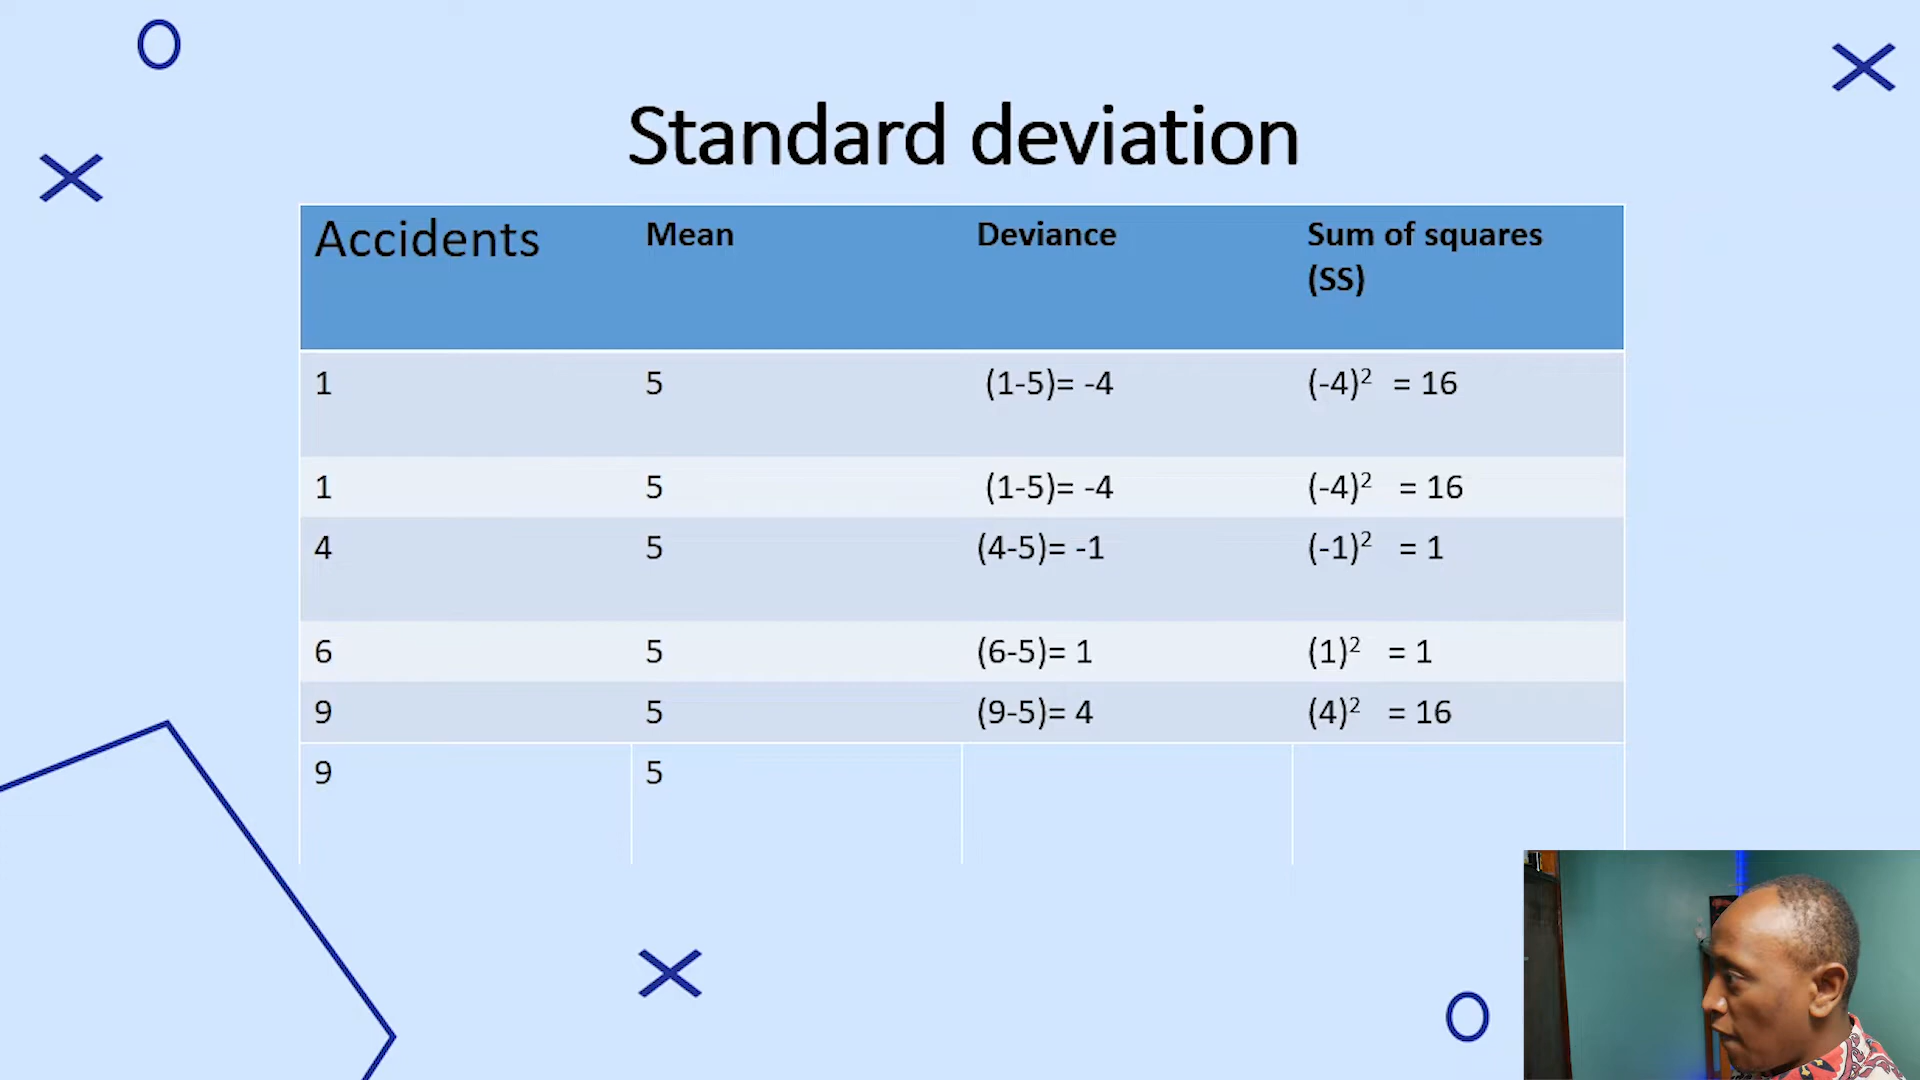 Standard deviation
Accidents Mean Deviance Sum of squares
(SS)
1 5 (1-5)= -4 (-4)² = 16
1 5 (1-5)= -4 (-4)² = 16
4 5 (4-5)= -1 (-1)² = 1
6 5 (6-5)= 1 (1)² = 1
9 5 (9-5)= 4 (4)² = 16
9 5